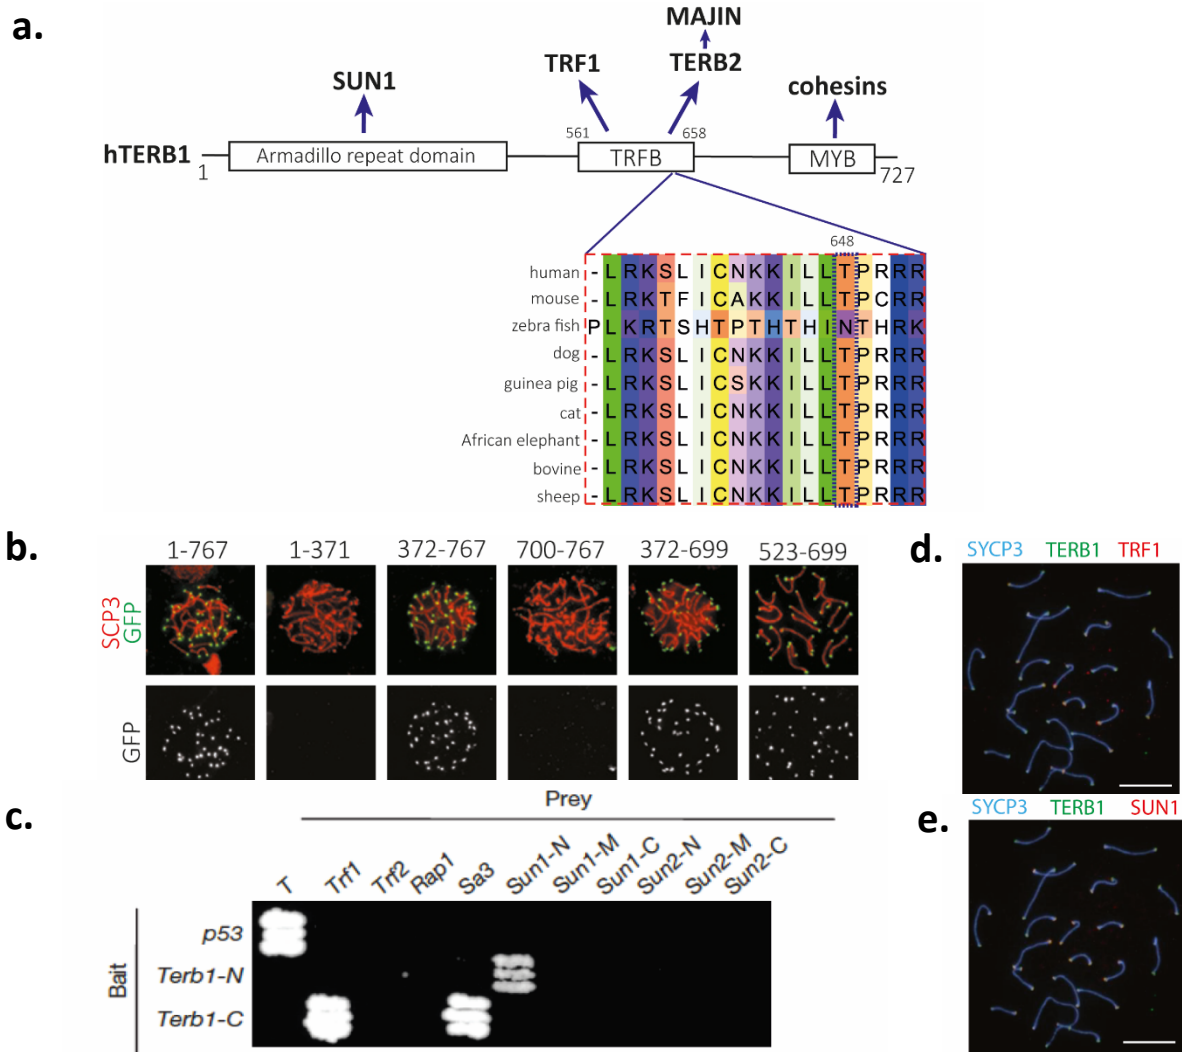 a.
MAJIN
TRF1
TERB2
SUN1
cohesins
561
658
hTERB1
Armadillo repeat domain
TRFB
MYB
1
727
648
human - L R K S L I C N K K I L L T P R R R
mouse - L R K T F I C A K K I L L T P C R R
zebra fish P L K R T S H T P T H T H I N T H R K
dog - L R K S L I C N K K I L L T P R R R
guinea pig - L R K S L I C S K K I L L T P R R R
cat - L R K S L I C N K K I L L T P R R R
African elephant - L R K S L I C N K K I L L T P R R R
bovine - L R K S L I C N K K I L L T P R R R
sheep - L R K S L I C N K K I L L T P R R R
b.
1-767 1-371 372-767 700-767 372-699 523-699
SCP3
GFP
GFP
c.
Prey
T Trf1 Trf2 Rap1 Sa3 Sun1-N Sun1-M Sun1-C Sun2-N Sun2-M Sun2-C
Bait
p53
Terb1-N
Terb1-C
d.
SYCP3 TERB1 TRF1
e.
SYCP3 TERB1 SUN1